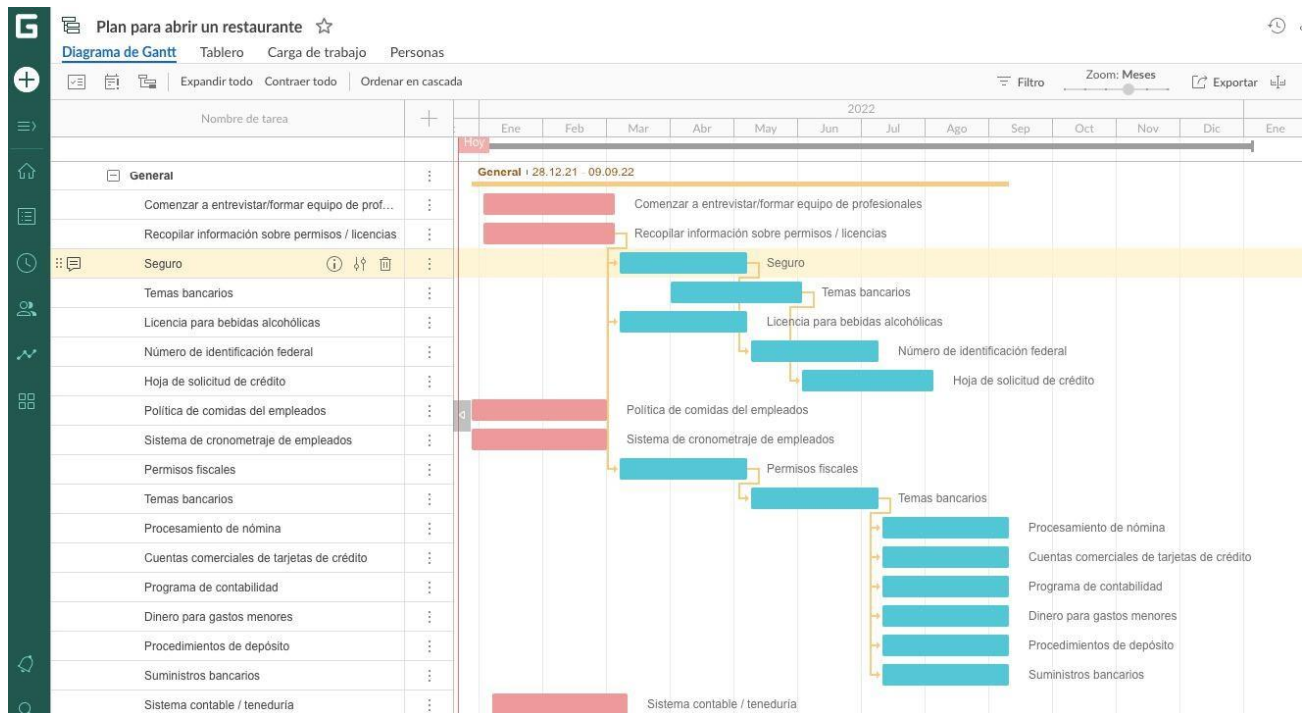 Plan para abrir un restaurante
Diagrama de Gantt Tablero Carga de trabajo Personas
Expandir todo Contraer todo Ordenar en cascada Filtro Zoom: Meses Exportar
Nombre de tarea
2022
Ene Feb Mar Abr May Jun Jul Ago Sep Oct Nov Dic Ene
Hoy
General General 28.12.21 - 09.09.22
Comenzar a entrevistar/formar equipo de prof... Comenzar a entrevistar/formar equipo de profesionales
Recopilar información sobre permisos / licencias Recopilar información sobre permisos / licencias
Seguro Seguro
Temas bancarios Temas bancarios
Licencia para bebidas alcohólicas Licencia para bebidas alcohólicas
Número de identificación federal Número de identificación federal
Hoja de solicitud de crédito Hoja de solicitud de crédito
Política de comidas del empleados Política de comidas del empleados
Sistema de cronometraje de empleados Sistema de cronometraje de empleados
Permisos fiscales Permisos fiscales
Temas bancarios Temas bancarios
Procesamiento de nómina Procesamiento de nómina
Cuentas comerciales de tarjetas de crédito Cuentas comerciales de tarjetas de crédito
Programa de contabilidad Programa de contabilidad
Dinero para gastos menores Dinero para gastos menores
Procedimientos de depósito Procedimientos de depósito
Suministros bancarios Suministros bancarios
Sistema contable / teneduría Sistema contable / teneduría